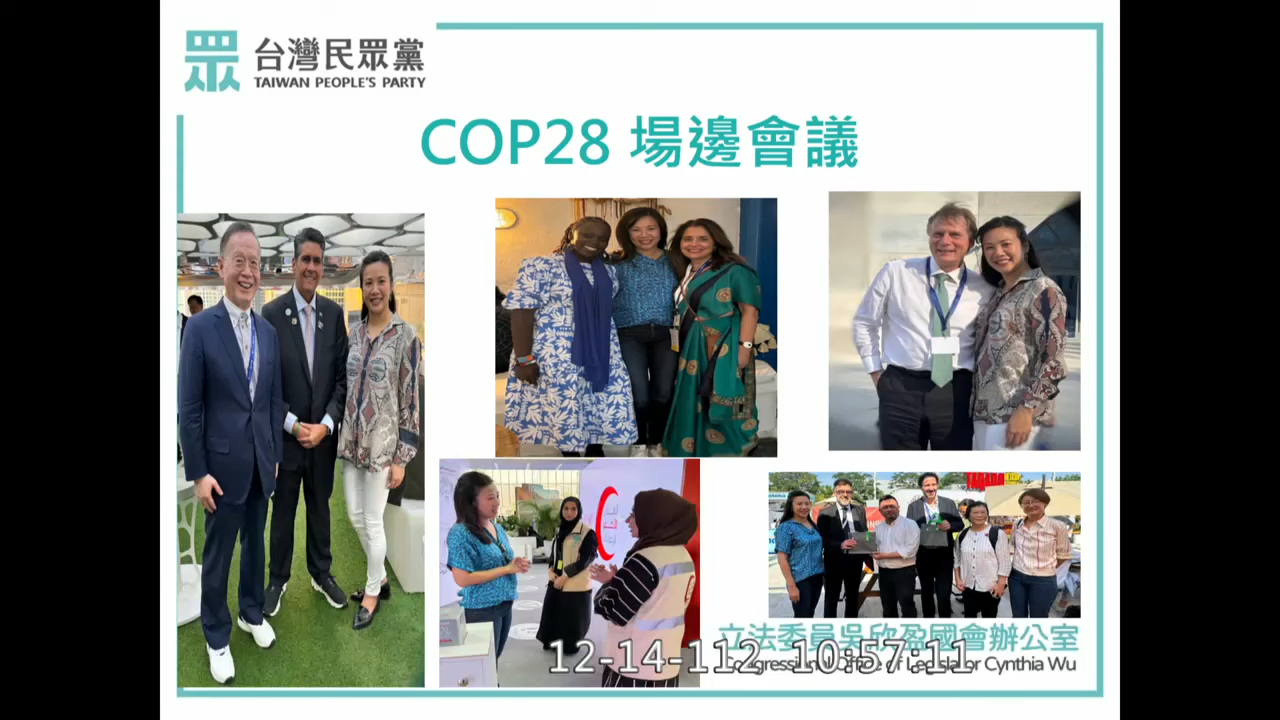 台灣民眾黨
TAIWAN PEOPLE'S PARTY
COP28 場邊會議
立法委員吳欣盈國會辦公室
Congressional Office of Legislator Cynthia Wu
12-14-112 10:57:11